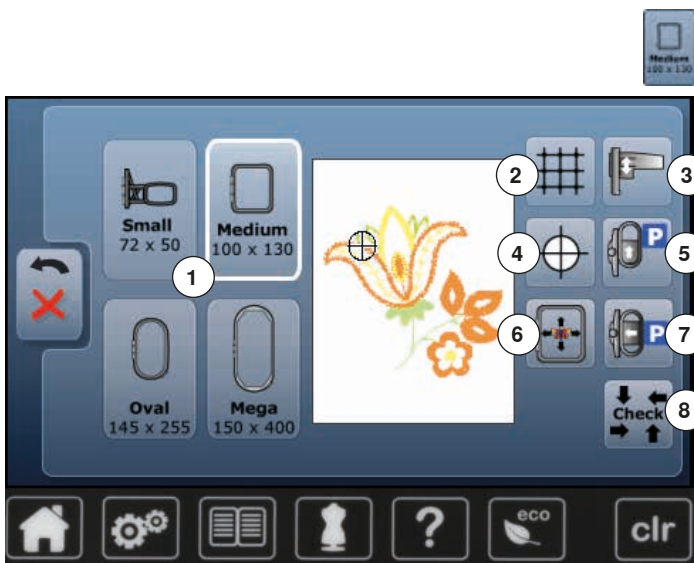 Medium
100 x 130
Small
72 x 50
Medium
100 x 130
1
2
3
P
4
5
6
P
7
Oval
145 x 255
Mega
150 x 400
Check
8
?
eco
clr